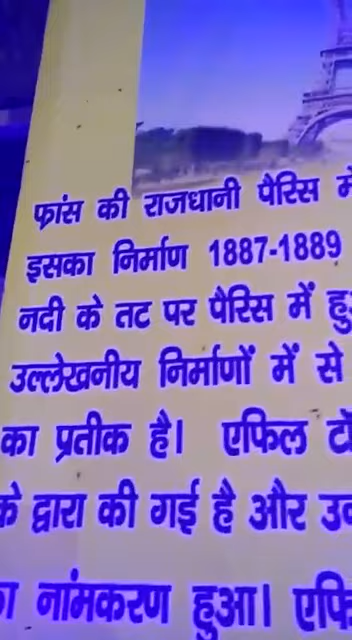 फ्रांस की राजधानी पैरिस में
इसका निर्माण 1887-1889
नदी के तट पर पैरिस में
उल्लेखनीय निर्माणों में से
का प्रतीक है। एफिल
के द्वारा की गई है और
नांमकरण हुआ।